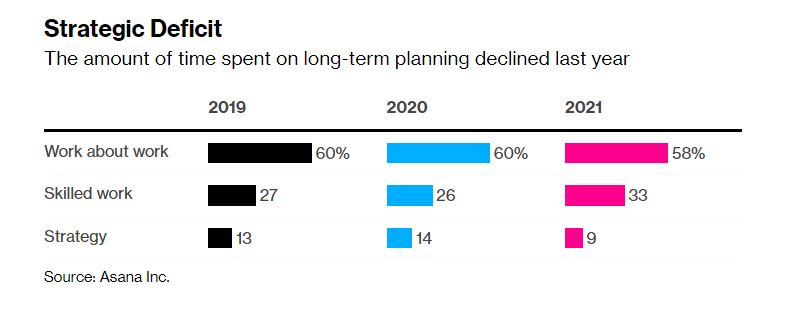 Strategic Deficit
The amount of time spent on long-term planning declined last year
2019 2020 2021
Work about work 60% 60% 58%
Skilled work 27 26 33
Strategy 13 14 9
Source: Asana Inc.